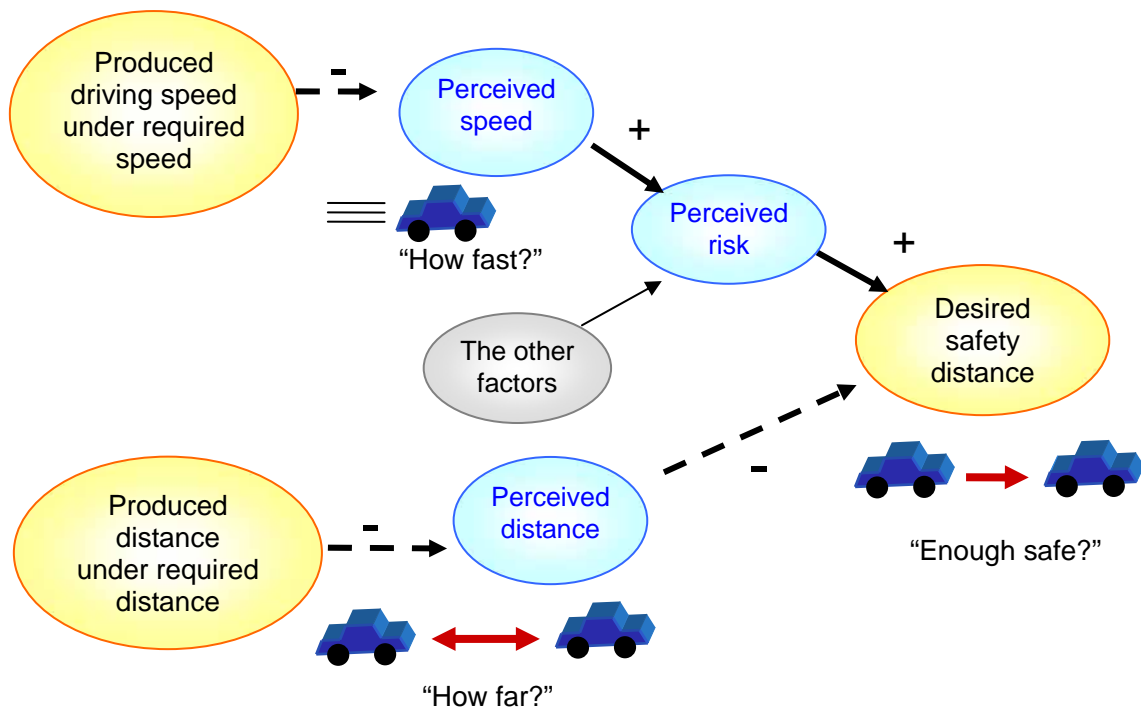 Produced
driving speed
under required
speed
-
Perceived
speed
+
“How fast?”
Perceived
risk
+
The other
factors
Desired
safety
distance
Produced
distance
under required
distance
-
Perceived
distance
-
“Enough safe?”
“How far?”